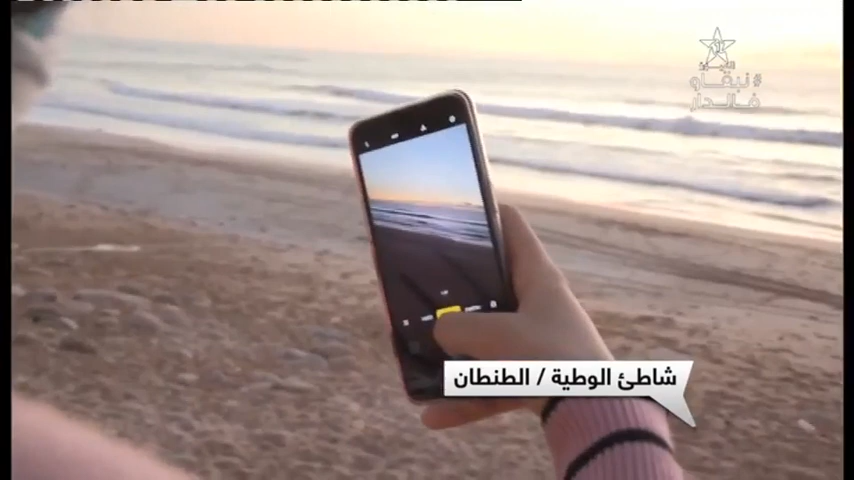 #نبقاو
فالدار
شاطئ الوطية / الطنطان